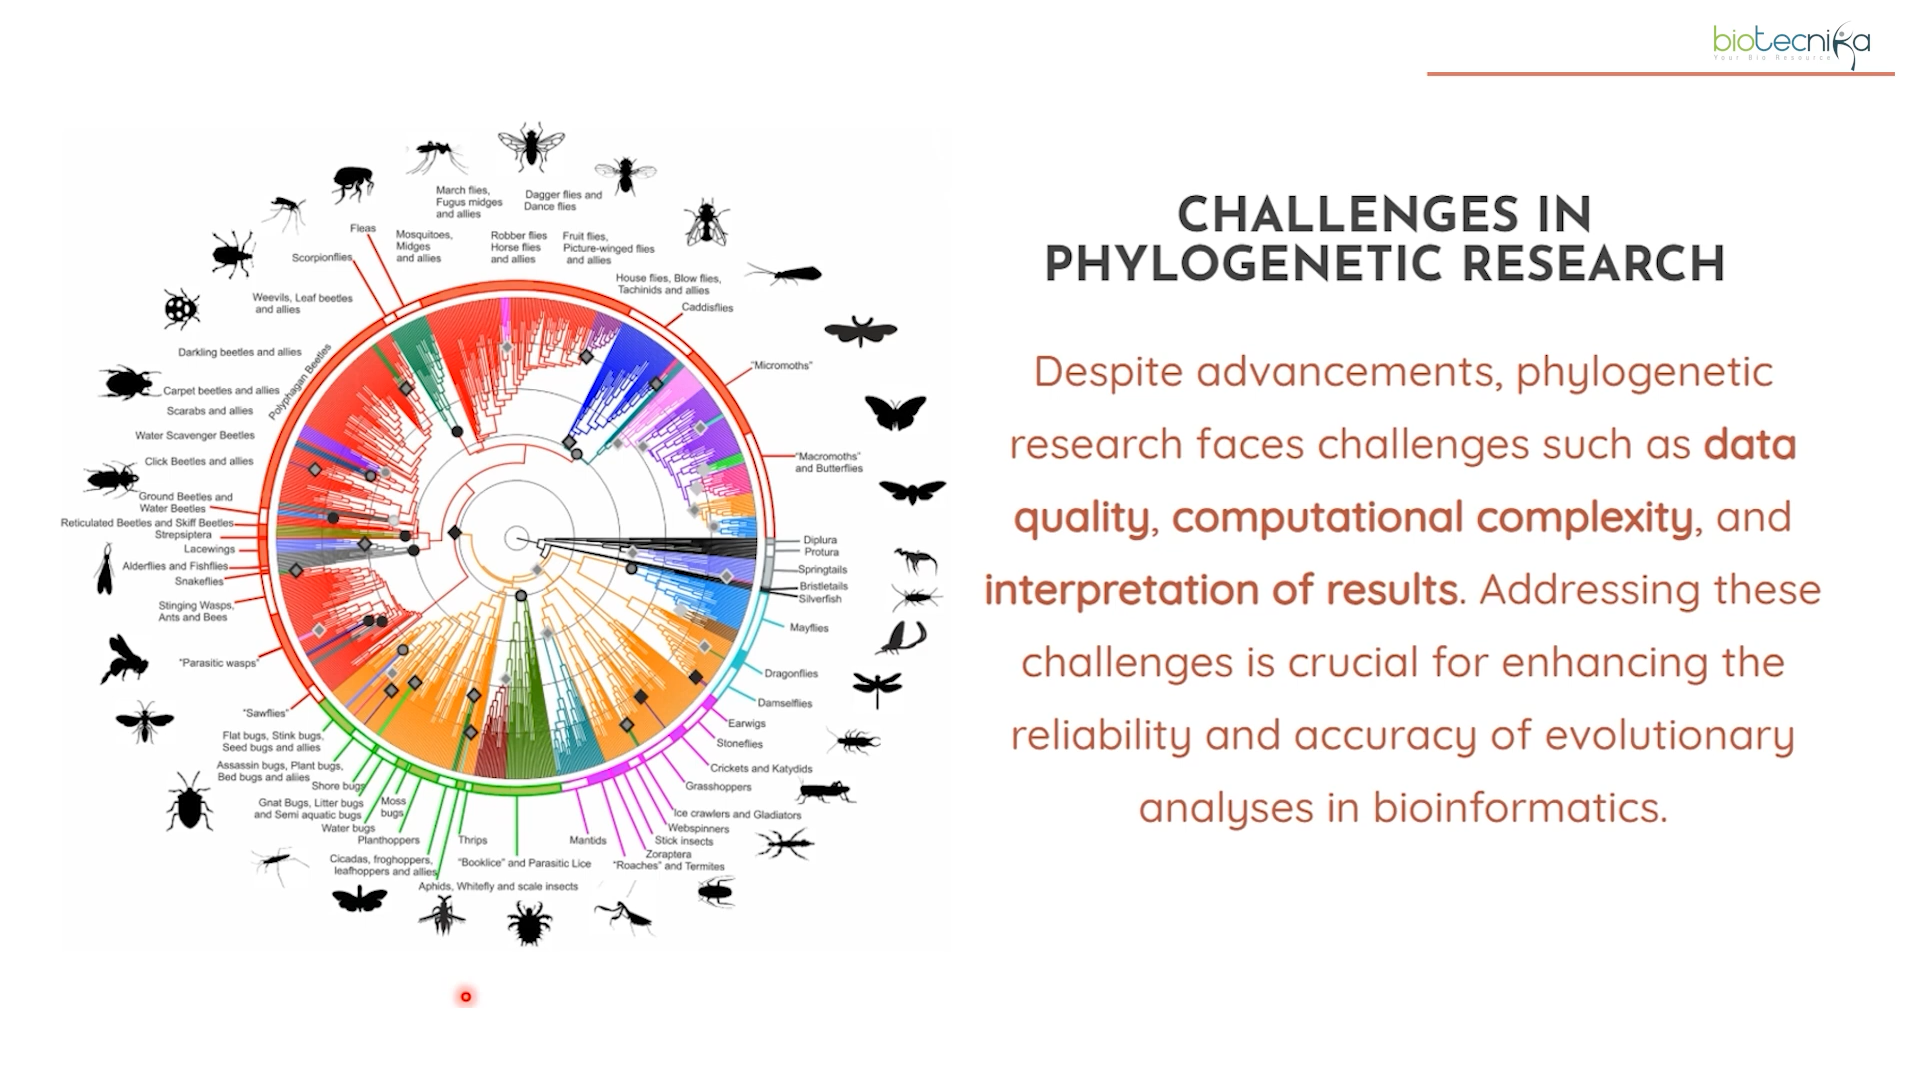 biotecnika
Your Bio Resource
CHALLENGES IN
PHYLOGENETIC RESEARCH
Despite advancements, phylogenetic
research faces challenges such as data
quality, computational complexity, and
interpretation of results. Addressing these
challenges is crucial for enhancing the
reliability and accuracy of evolutionary
analyses in bioinformatics.
March flies,
Fugus midges
and allies
Dagger flies and
Dance flies
Fleas
Mosquitoes,
Midges
and allies
Robber flies
Horse flies
and allies
Fruit flies,
Picture-winged flies
and allies
Scorpionflies
House flies, Blow flies,
Tachinids and allies
Weevils, Leaf beetles
and allies
Caddisflies
Darkling beetles and allies
Polyphagan Beetles
"Micromoths"
Carpet beetles and allies
Scarabs and allies
Water Scavenger Beetles
"Macromoths"
and Butterflies
Click Beetles and allies
Ground Beetles and
Water Beetles
Reticulated Beetles and Skiff Beetles
Strepsiptera
Lacewings
Alderflies and Fishflies
Snakeflies
Stinging Wasps,
Ants and Bees
"Parasitic wasps"
"Sawflies"
Diplura
Protura
Springtails
Bristletails
Silverfish
Mayflies
Dragonflies
Damselflies
Earwigs
Stoneflies
Crickets and Katydids
Grasshoppers
Ice crawlers and Gladiators
Webspinners
Stick insects
Zoraptera
"Roaches" and Termites
Mantids
Flat bugs, Stink bugs,
Seed bugs and allies
Assassin bugs, Plant bugs,
Bed bugs and allies
Shore bugs
Gnat Bugs, Litter bugs
and Semi aquatic bugs
Moss
bugs
Water bugs
Planthoppers
Thrips
Cicadas, froghoppers,
leafhoppers and allies
"Booklice" and Parasitic Lice
Aphids, Whitefly and scale insects